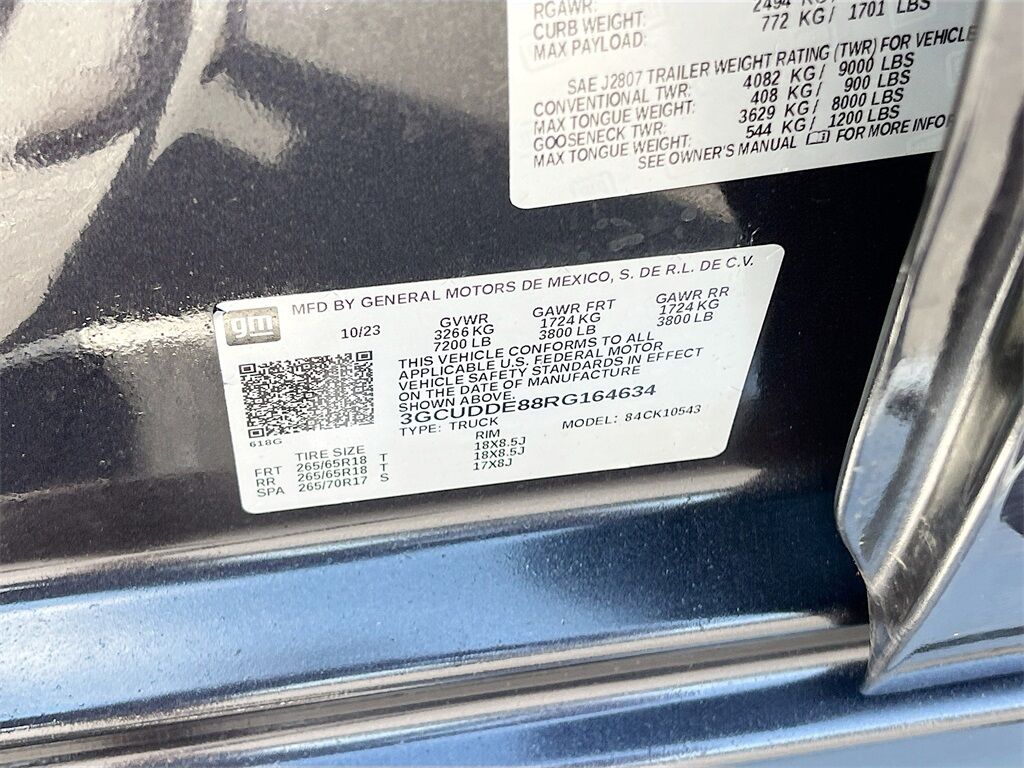 RGAWR:
CURB WEIGHT: 2494 KG/
MAX PAYLOAD: 772 KG/ 1701 LBS
SAE J2807 TRAILER WEIGHT RATING (TWR) FOR VEHICLE
CONVENTIONAL TWR: 4082 KG/ 9000 LBS
MAX TONGUE WEIGHT: 408 KG/ 900 LBS
GOOSENECK TWR: 3629 KG/ 8000 LBS
MAX TONGUE WEIGHT: 544 KG/ 1200 LBS
SEE OWNER'S MANUAL FOR MORE INFO
gm
MFD BY GENERAL MOTORS DE MEXICO, S. DE R.L. DE C.V.
10/23 GVWR GAWR FRT GAWR RR
3266 KG 1724 KG 1724 KG
7200 LB 3800 LB 3800 LB
THIS VEHICLE CONFORMS TO ALL
APPLICABLE U.S. FEDERAL MOTOR
VEHICLE SAFETY STANDARDS IN EFFECT
ON THE DATE OF MANUFACTURE
SHOWN ABOVE.
3GCUDDE88RG164634
TYPE: TRUCK MODEL: 84CK10543
618G
TIRE SIZE RIM
FRT 265/65R18 T 18X8.5J
RR 265/65R18 T 18X8.5J
SPA 265/70R17 S 17X8J